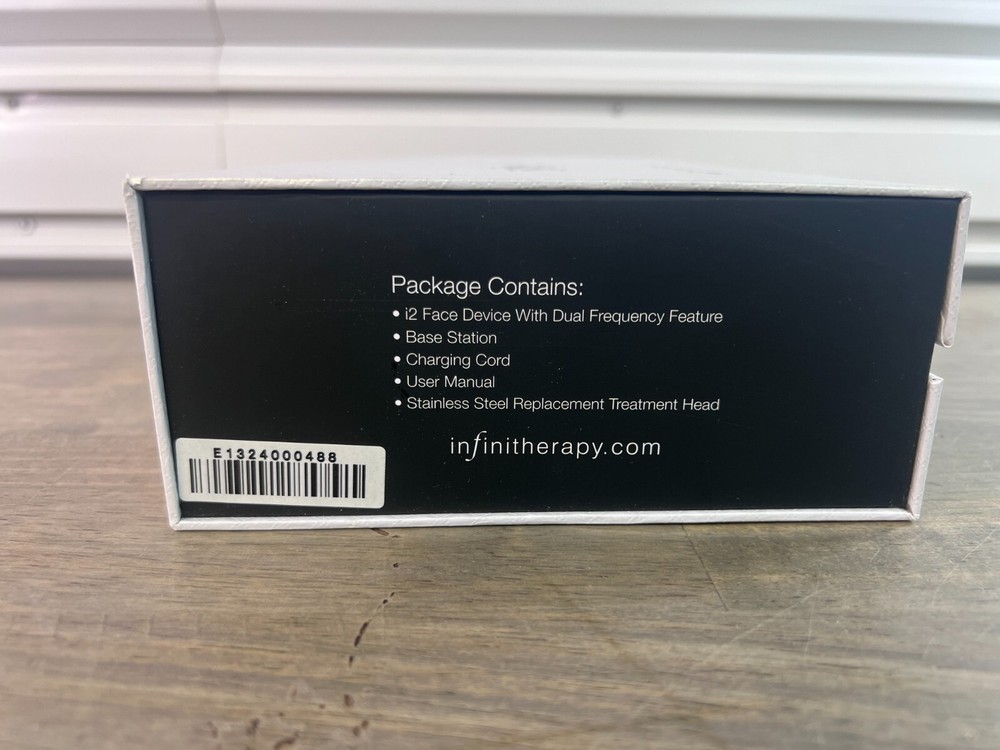 Package Contains:
• i2 Face Device With Dual Frequency Feature
• Base Station
• Charging Cord
• User Manual
• Stainless Steel Replacement Treatment Head
infinitherapy.com
E1324000488